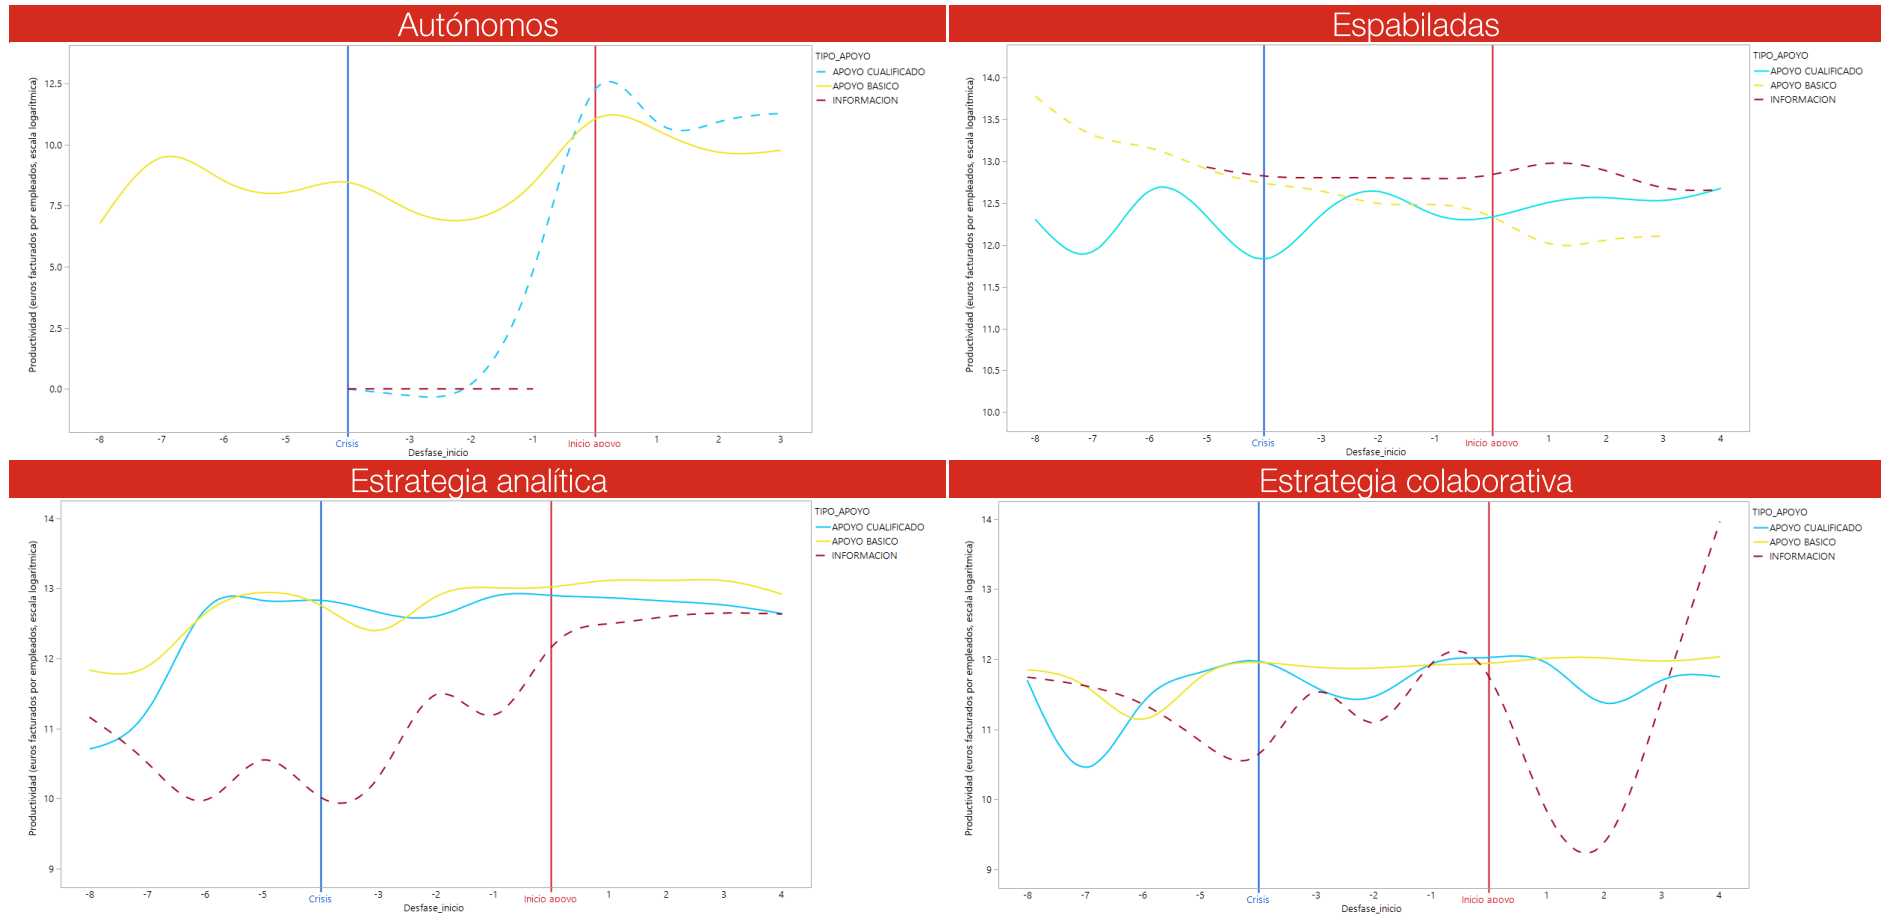 Autónomos
Productividad (euros facturados por empleados, escala logarítmica)
12.5
10.0
7.5
5.0
2.5
0.0
-8
-7
-6
-5
Crisis
-3
-2
-1
Inicio apoyo
1
2
3
Desfase_inicio
TIPO_APOYO
APOYO CUALIFICADO
APOYO BASICO
INFORMACION
Espabiladas
Productividad (euros facturados por empleados, escala logarítmica)
14.0
13.5
13.0
12.5
12.0
11.5
11.0
10.5
10.0
-8
-7
-6
-5
Crisis
-3
-2
-1
Inicio apoyo
1
2
3
4
Desfase_inicio
TIPO_APOYO
APOYO CUALIFICADO
APOYO BASICO
INFORMACION
Estrategia analítica
Productividad (euros facturados por empleados, escala logarítmica)
14
13
12
11
10
9
-8
-7
-6
-5
Crisis
-3
-2
-1
Inicio apoyo
1
2
3
4
Desfase_inicio
TIPO_APOYO
APOYO CUALIFICADO
APOYO BASICO
INFORMACION
Estrategia colaborativa
Productividad (euros facturados por empleados, escala logarítmica)
14
13
12
11
10
9
-8
-7
-6
-5
Crisis
-3
-2
-1
Inicio apoyo
1
2
3
4
Desfase_inicio
TIPO_APOYO
APOYO CUALIFICADO
APOYO BASICO
INFORMACION